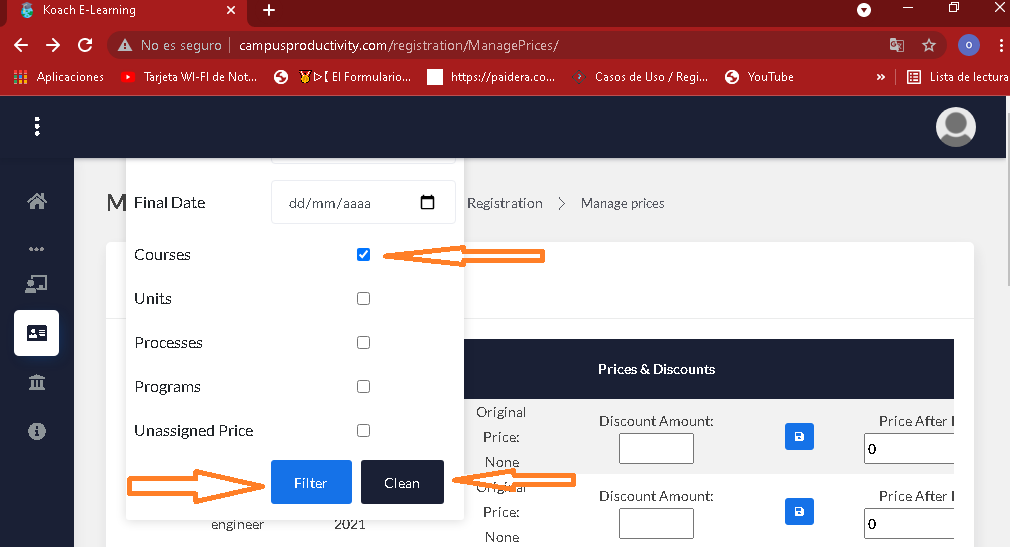 Koach E-Learning
No es seguro | campusproductivity.com/registration/ManagePrices/
O
Aplicaciones
Tarjeta WI-FI de Not...
El Formulario...
https://paidera.co...
Casos de Uso / Regi...
YouTube
»
Lista de lectura
M
Final Date
dd/mm/aaaa
Registration > Manage prices
Courses
Units
Processes
Programs
Unassigned Price
Filter
Clean
Prices & Discounts
Original Price: None
Discount Amount:
Price After
0
Original Price: None
Discount Amount:
Price After
0
engineer
2021